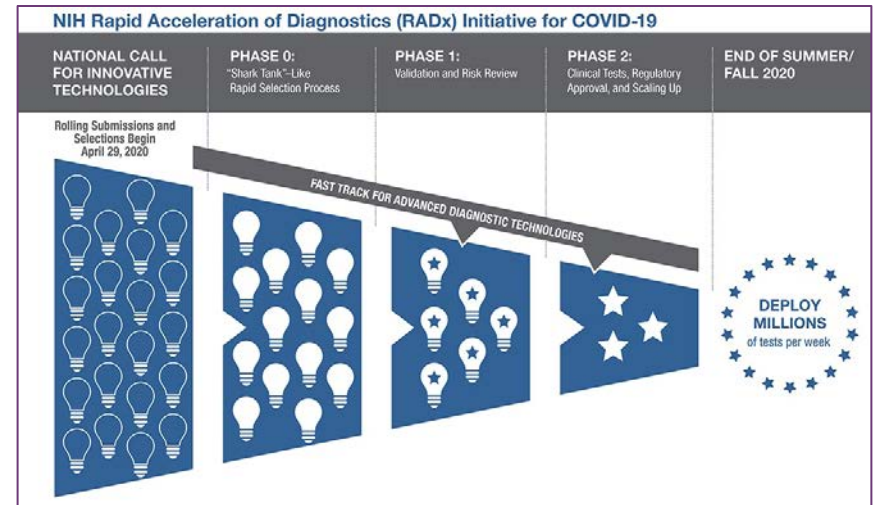 NIH Rapid Acceleration of Diagnostics (RADx) Initiative for COVID-19
NATIONAL CALL
FOR INNOVATIVE
TECHNOLOGIES
PHASE 0:
“Shark Tank”–Like
Rapid Selection Process
PHASE 1:
Validation and Risk Review
PHASE 2:
Clinical Tests, Regulatory
Approval, and Scaling Up
END OF SUMMER/
FALL 2020
Rolling Submissions and
Selections Begin
April 29, 2020
FAST TRACK FOR ADVANCED DIAGNOSTIC TECHNOLOGIES
DEPLOY
MILLIONS
of tests per week